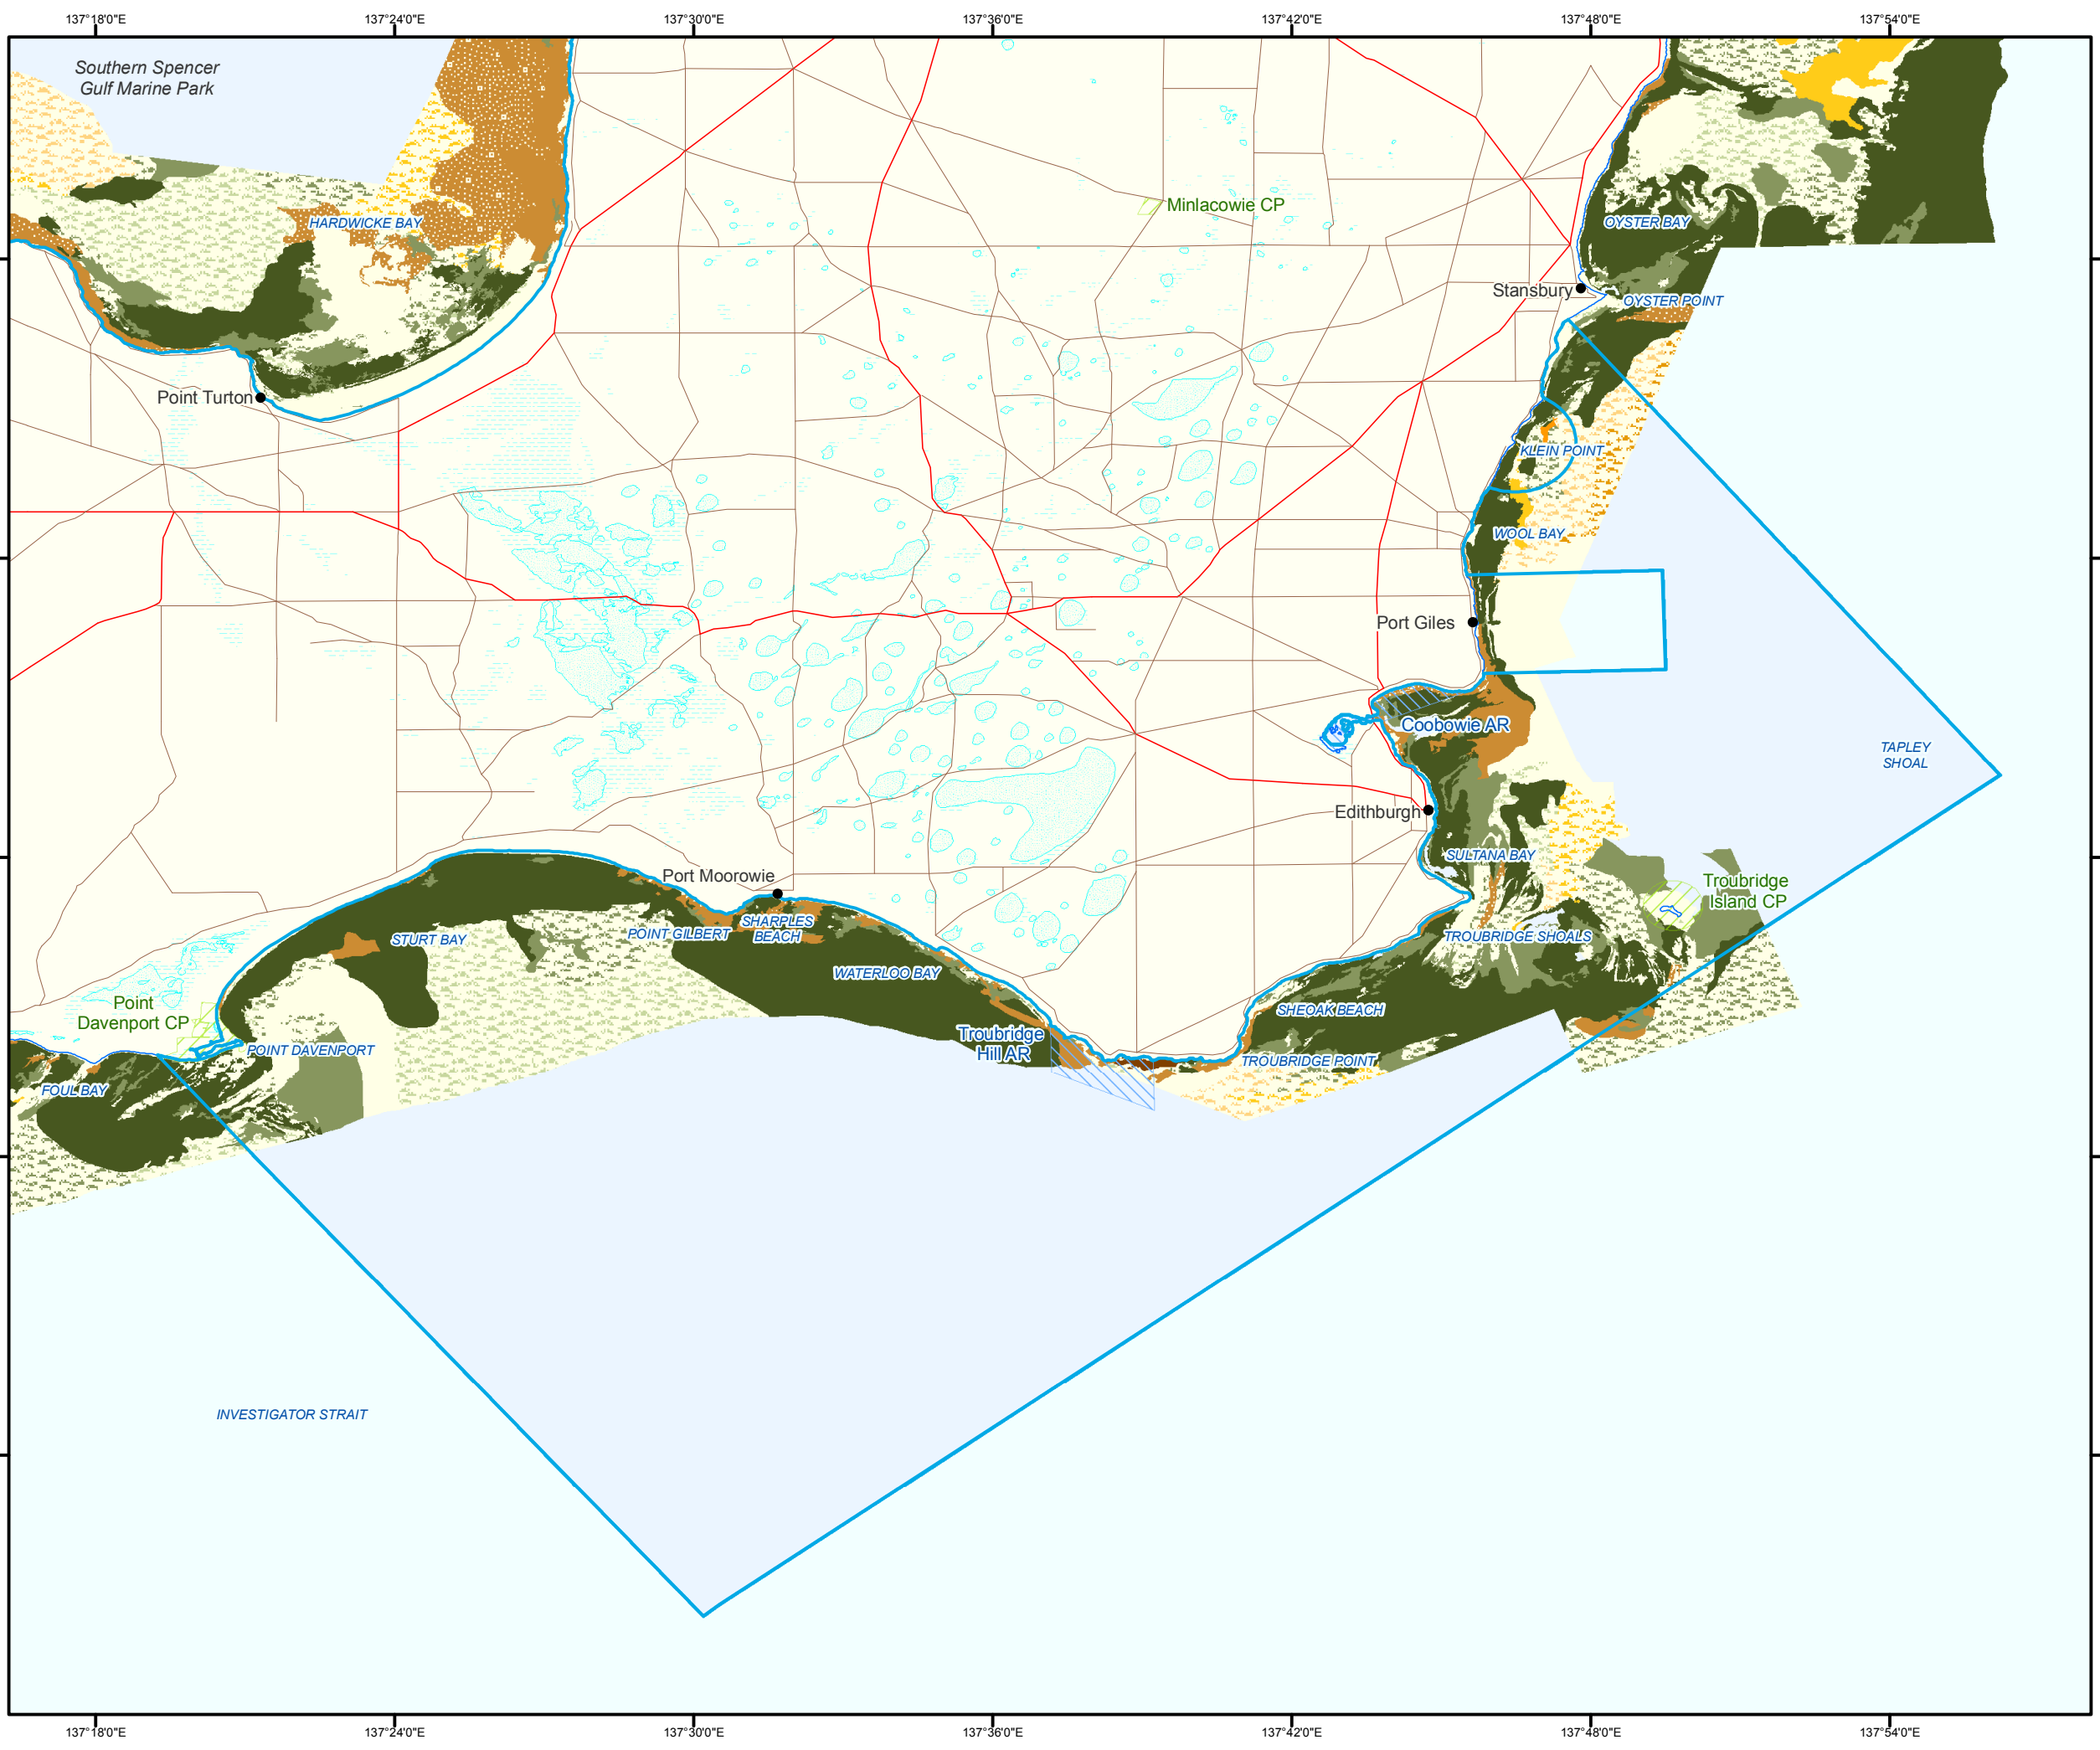 137°18'0"E
137°24'0"E
137°30'0"E
137°36'0"E
137°42'0"E
137°48'0"E
137°54'0"E
Southern Spencer
Gulf Marine Park
HARDWICKE BAY
Minlacowie CP
OYSTER BAY
Stansbury
OYSTER POINT
Point Turton
KLEIN POINT
WOOL BAY
Port Giles
Coobowie AR
TAPLEY
SHOAL
Edithburgh
SULTANA BAY
Port Moorowie
Troubridge
Island CP
SHARPLES
BEACH
POINT GILBERT
STURT BAY
TROUBRIDGE SHOALS
WATERLOO BAY
Point
Davenport CP
SHEOAK BEACH
Troubridge
Hill AR
POINT DAVENPORT
TROUBRIDGE POINT
FOUL BAY
INVESTIGATOR STRAIT
137°18'0"E
137°24'0"E
137°30'0"E
137°36'0"E
137°42'0"E
137°48'0"E
137°54'0"E